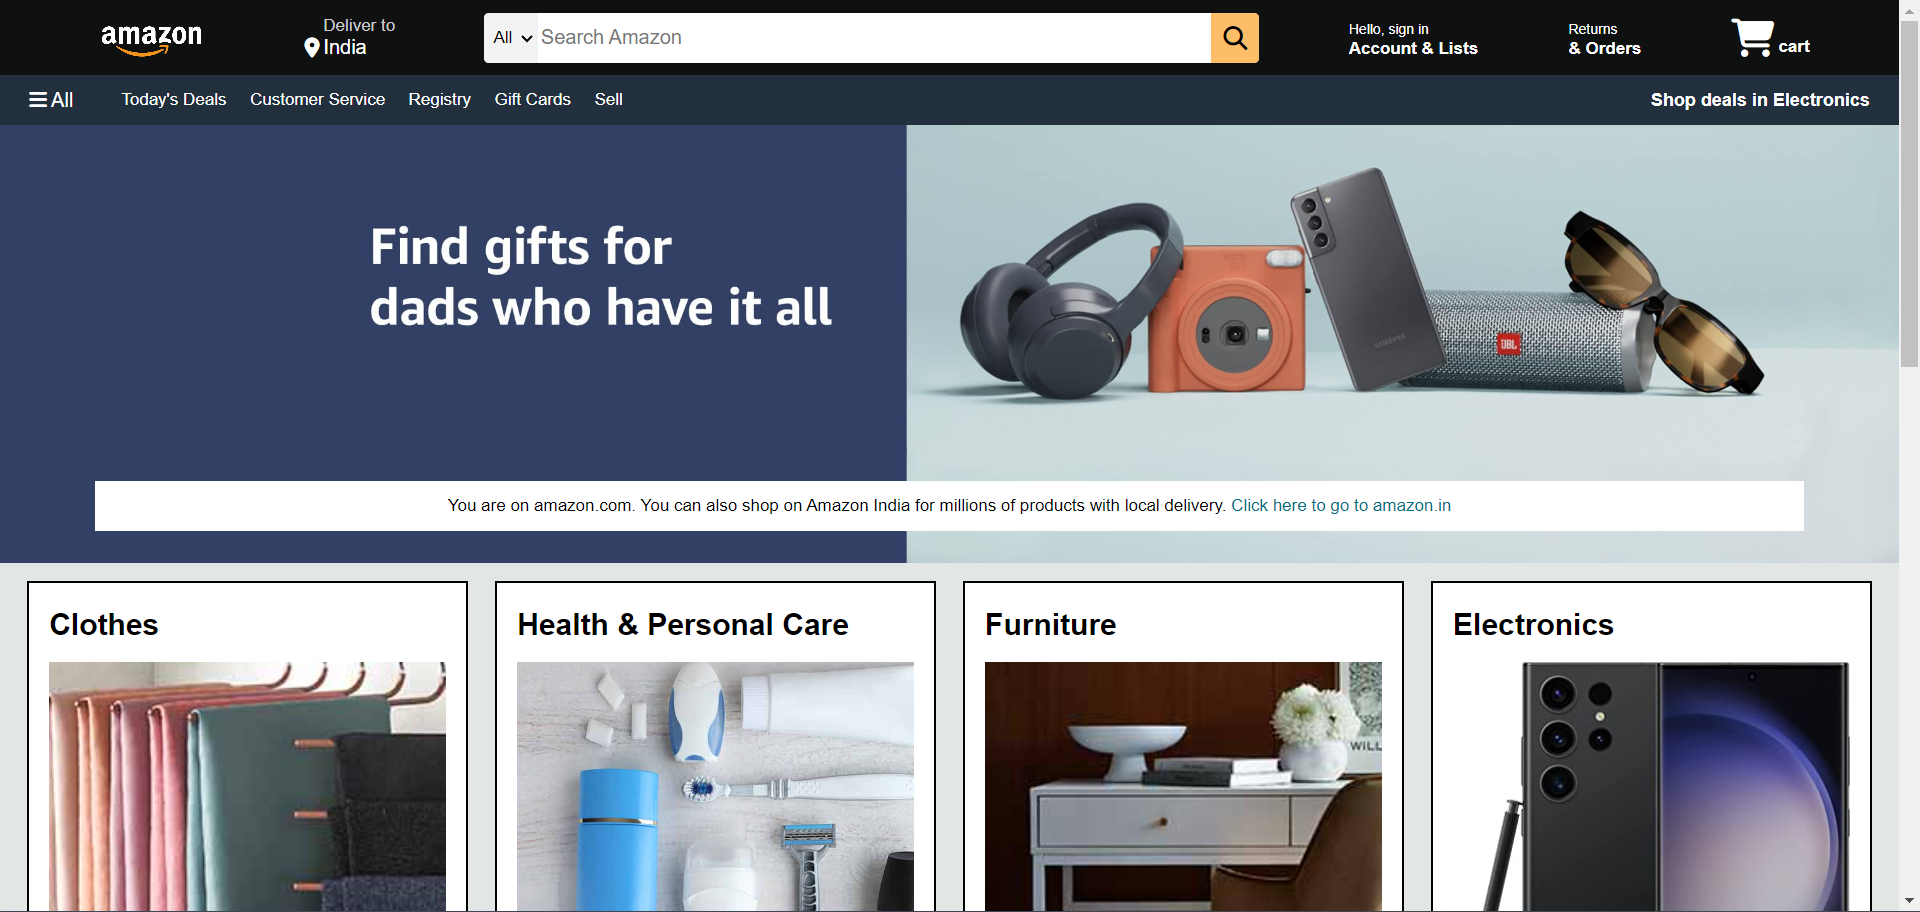 amazon
Deliver to
India
All
Search Amazon
Hello, sign in
Account & Lists
Returns
& Orders
cart
All
Today's Deals
Customer Service
Registry
Gift Cards
Sell
Shop deals in Electronics
Find gifts for
dads who have it all
SAMSUNG
JBL
You are on amazon.com. You can also shop on Amazon India for millions of products with local delivery. Click here to go to amazon.in
Clothes
Health & Personal Care
Furniture
Electronics
WILL